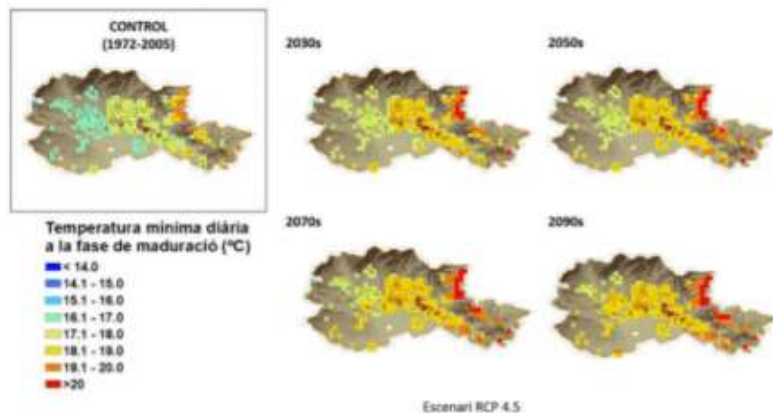 CONTROL
(1972-2005)
2030s
2050s
Temperatura mínima diària
a la fase de maduració (ºC)
< 14.0
14.1 - 15.0
15.1 - 16.0
16.1 - 17.0
17.1 - 18.0
18.1 - 19.0
19.1 - 20.0
>20
2070s
2090s
Escenari RCP 4.5